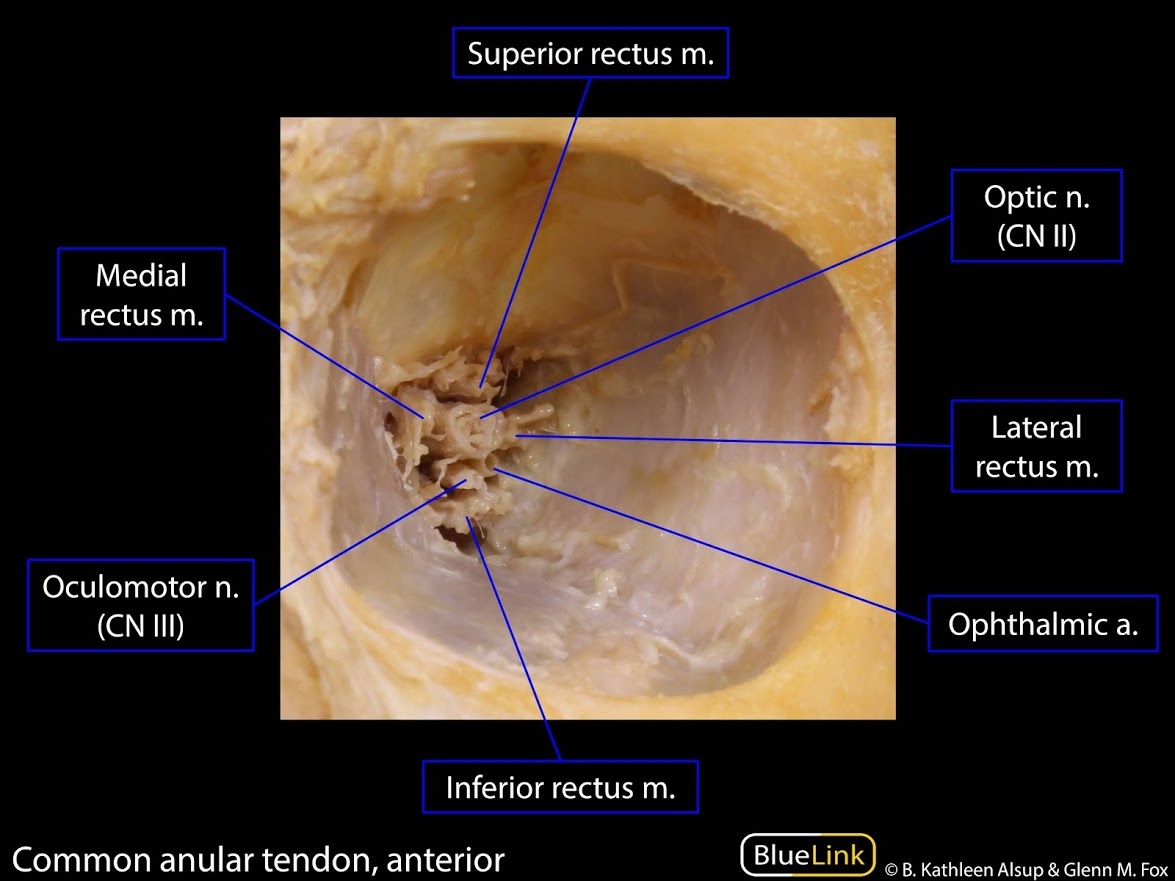 Superior rectus m.
Optic n.
(CN II)
Medial
rectus m.
Lateral
rectus m.
Oculomotor n.
(CN III)
Ophthalmic a.
Inferior rectus m.
Common anular tendon, anterior
BlueLink
© B. Kathleen Alsup & Glenn M. Fox